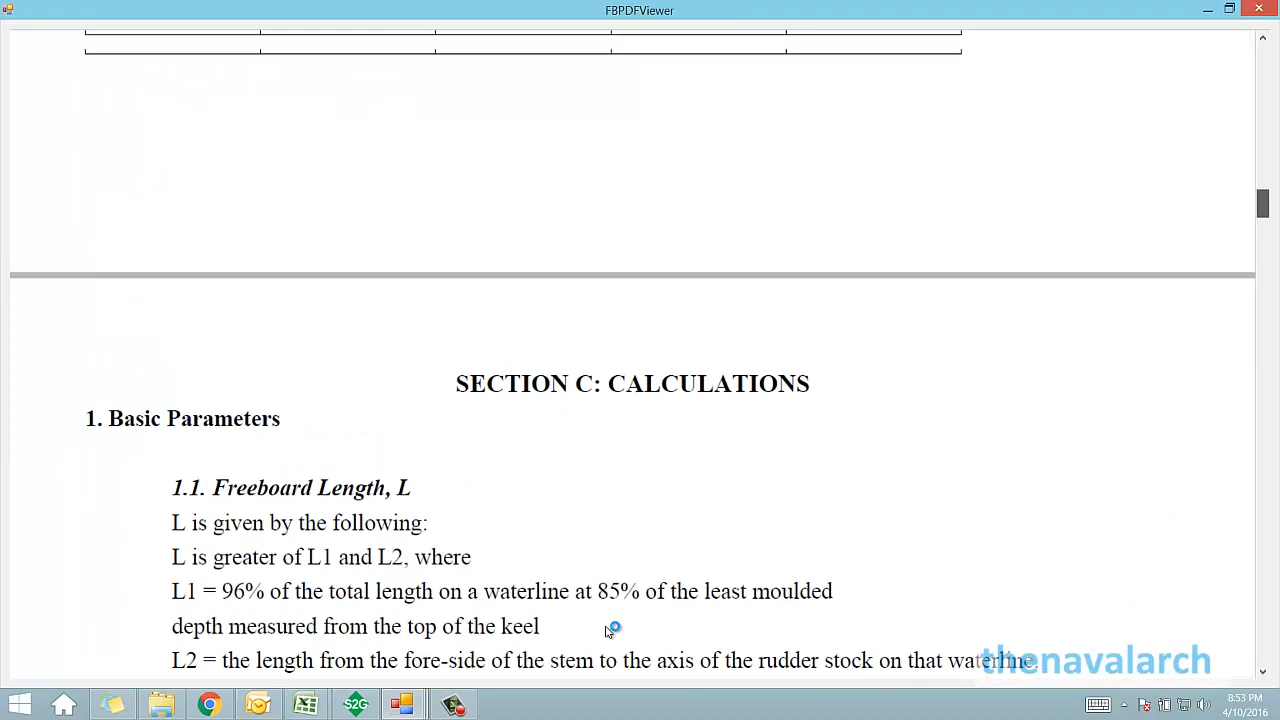 FBPDFViewer
SECTION C: CALCULATIONS
1. Basic Parameters
1.1. Freeboard Length, L
L is given by the following:
L is greater of L1 and L2, where
L1 = 96% of the total length on a waterline at 85% of the least moulded
depth measured from the top of the keel
L2 = the length from the fore-side of the stem to the axis of the rudder stock on that waterline
thenavalarch
S2G
8:53 PM
4/10/2016